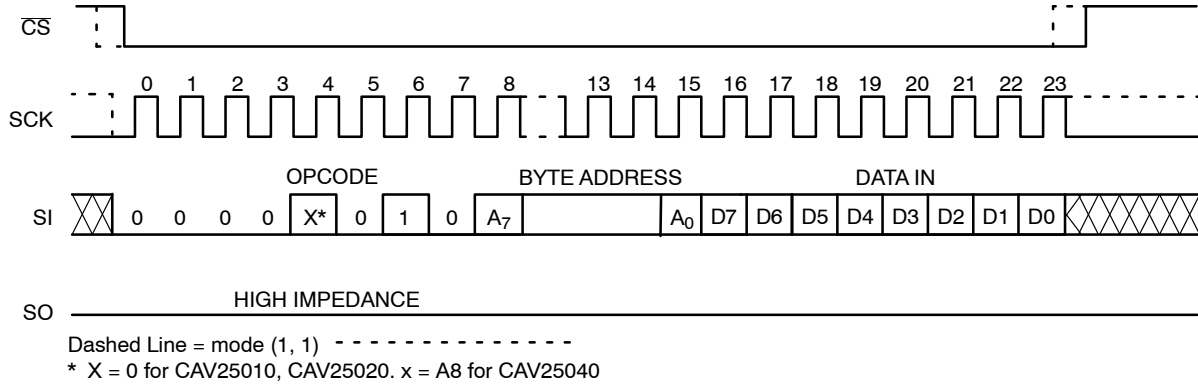 CS
0 1 2 3 4 5 6 7 8 13 14 15 16 17 18 19 20 21 22 23
SCK
OPCODE BYTE ADDRESS DATA IN
SI 0 0 0 0 X* 0 1 0 A7 A0 D7 D6 D5 D4 D3 D2 D1 D0
HIGH IMPEDANCE
SO
Dashed Line = mode (1, 1)
* X = 0 for CAV25010, CAV25020. x = A8 for CAV25040